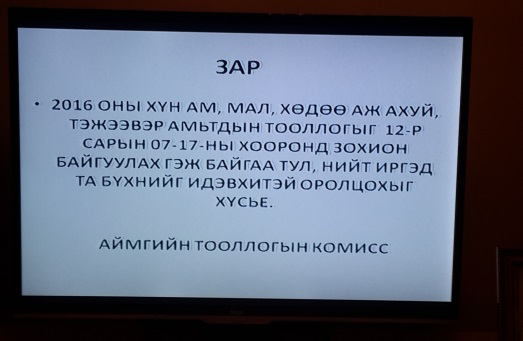 ЗАР
• 2016 ОНЫ ХҮН АМ, МАЛ, ХӨДӨӨ АЖ АХУЙ,
ТЭЖЭЭВЭР АМЬТДЫН ТООЛЛОГЫГ 12-Р
САРЫН 07-17-НЫ ХООРОНД ЗОХИОН
БАЙГУУЛАХ ГЭЖ БАЙГАА ТУЛ, НИЙТ ИРГЭД
ТА БҮХНИЙГ ИДЭВХИТЭЙ ОРОЛЦОХЫГ
ХҮСЬЕ.
АЙМГИЙН ТООЛЛОГЫН КОМИСС